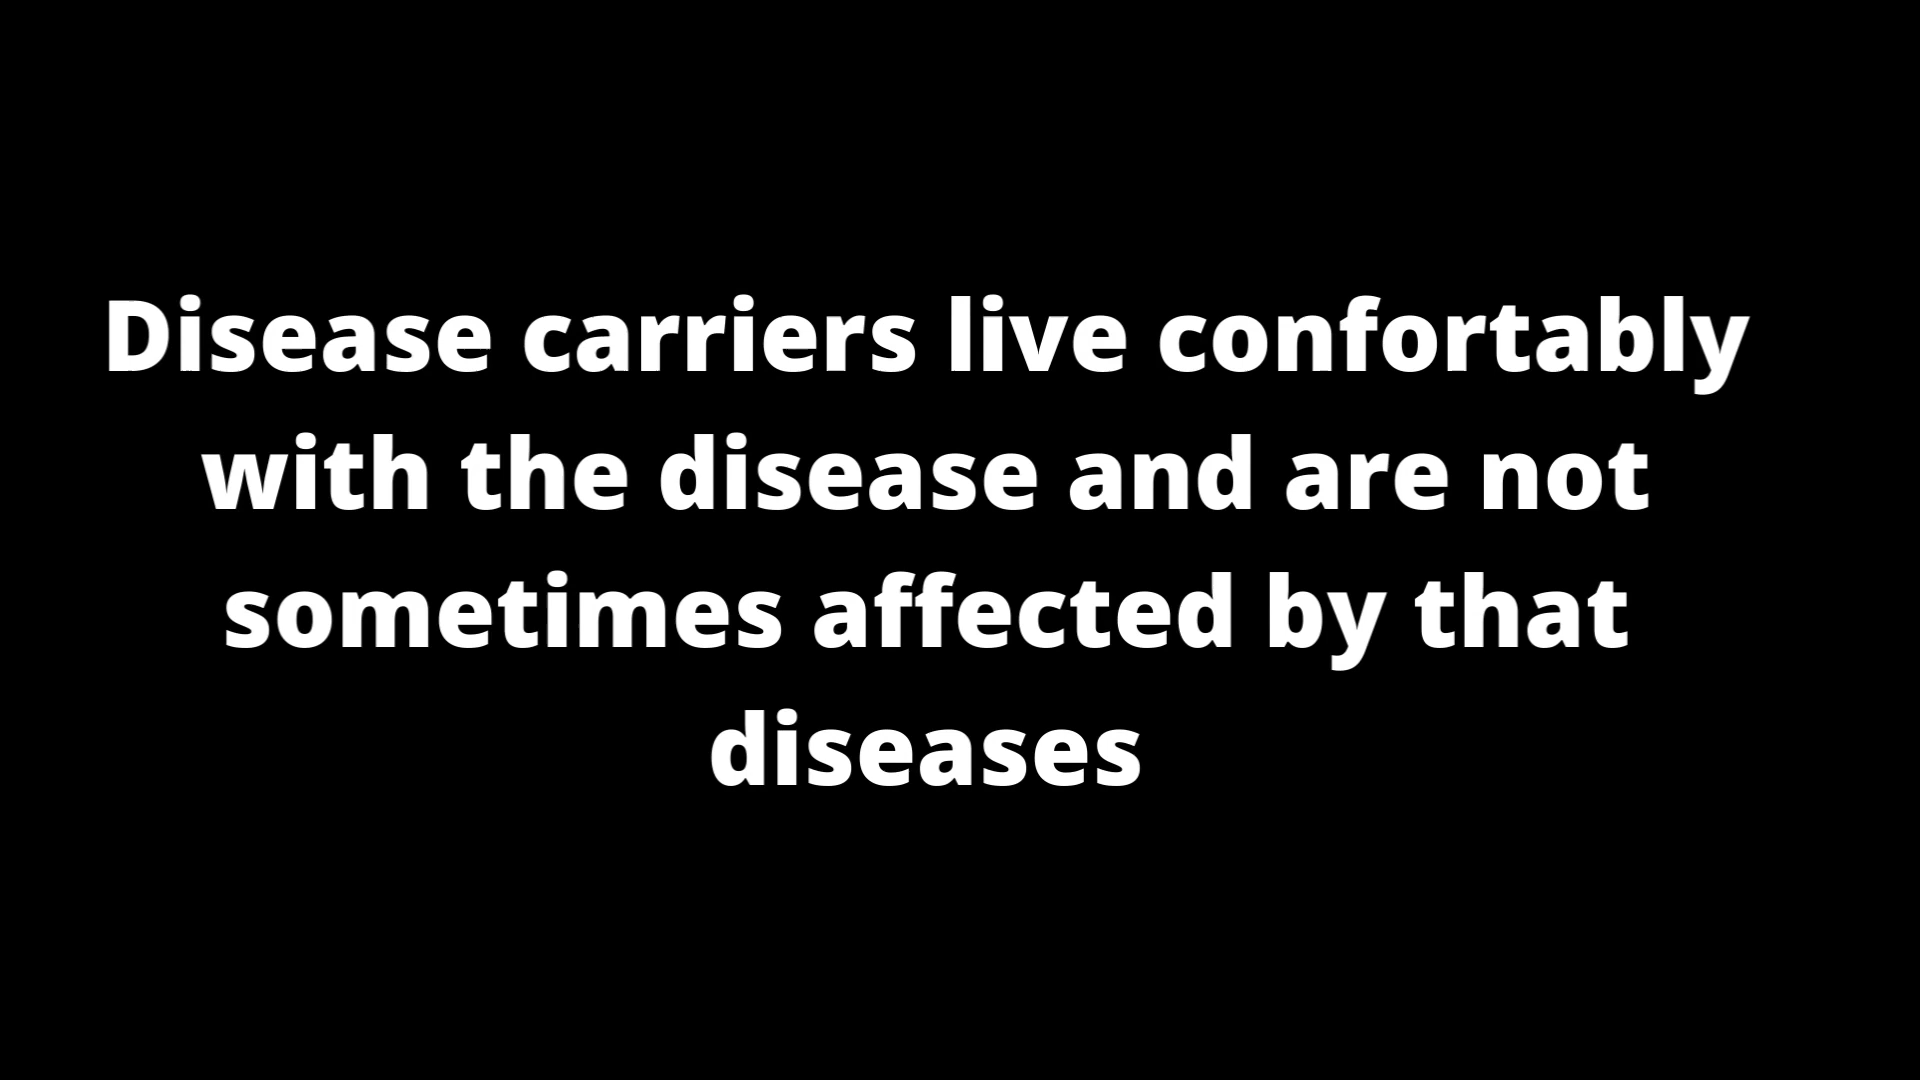 Disease carriers live confortably
with the disease and are not
sometimes affected by that
diseases